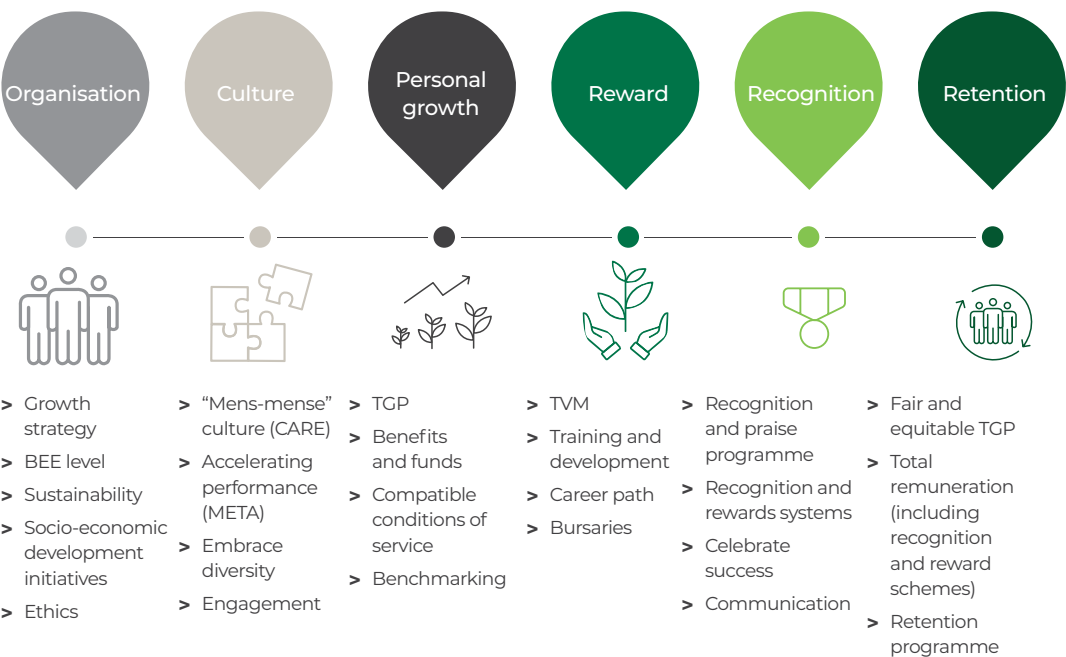 Organisation
Culture
Personal
growth
Reward
Recognition
Retention
> Growth
strategy
> BEE level
> Sustainability
> Socio-economic
development
initiatives
> Ethics
> “Mens-mense”
culture (CARE)
> Accelerating
performance
(META)
> Embrace
diversity
> Engagement
> TGP
> Benefits
and funds
> Compatible
conditions of
service
> Benchmarking
> TVM
> Training and
development
> Career path
> Bursaries
> Recognition
and praise
programme
> Recognition and
rewards systems
> Celebrate
success
> Communication
> Fair and
equitable TGP
> Total
remuneration
(including
recognition
and reward
schemes)
> Retention
programme